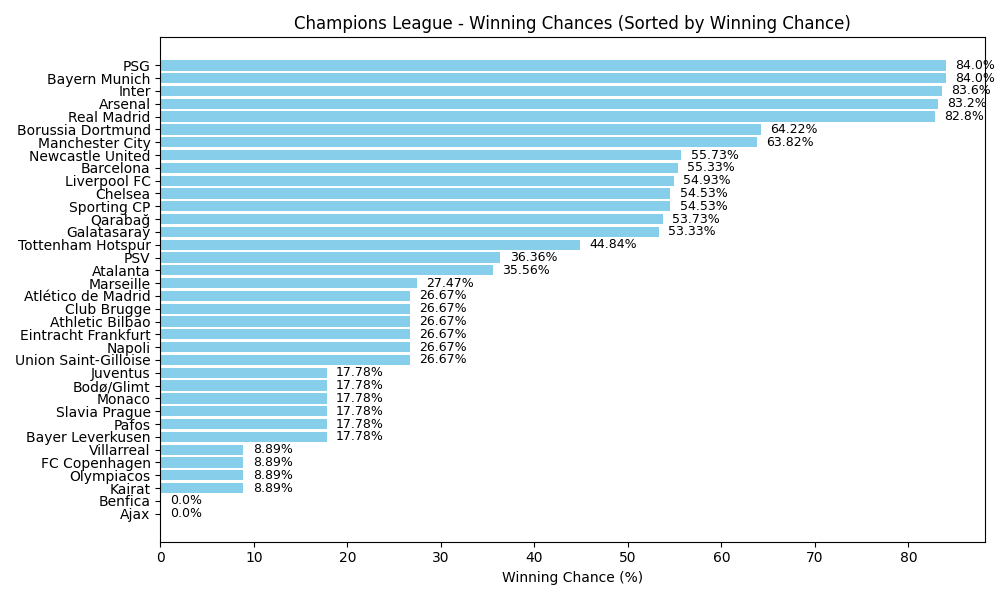 Champions League - Winning Chances (Sorted by Winning Chance)
PSG 84.0%
Bayern Munich 84.0%
Inter 83.6%
Arsenal 83.2%
Real Madrid 82.8%
Borussia Dortmund 64.22%
Manchester City 63.82%
Newcastle United 55.73%
Barcelona 55.33%
Liverpool FC 54.93%
Chelsea 54.53%
Sporting CP 54.53%
Qarabağ 53.73%
Galatasaray 53.33%
Tottenham Hotspur 44.84%
PSV 36.36%
Atalanta 35.56%
Marseille 27.47%
Atlético de Madrid 26.67%
Club Brugge 26.67%
Athletic Bilbao 26.67%
Eintracht Frankfurt 26.67%
Napoli 26.67%
Union Saint-Gilloise 26.67%
Juventus 17.78%
Bodø/Glimt 17.78%
Monaco 17.78%
Slavia Prague 17.78%
Pafos 17.78%
Bayer Leverkusen 17.78%
Villarreal 8.89%
FC Copenhagen 8.89%
Olympiacos 8.89%
Kairat 8.89%
Benfica 0.0%
Ajax 0.0%
0 10 20 30 40 50 60 70 80
Winning Chance (%)